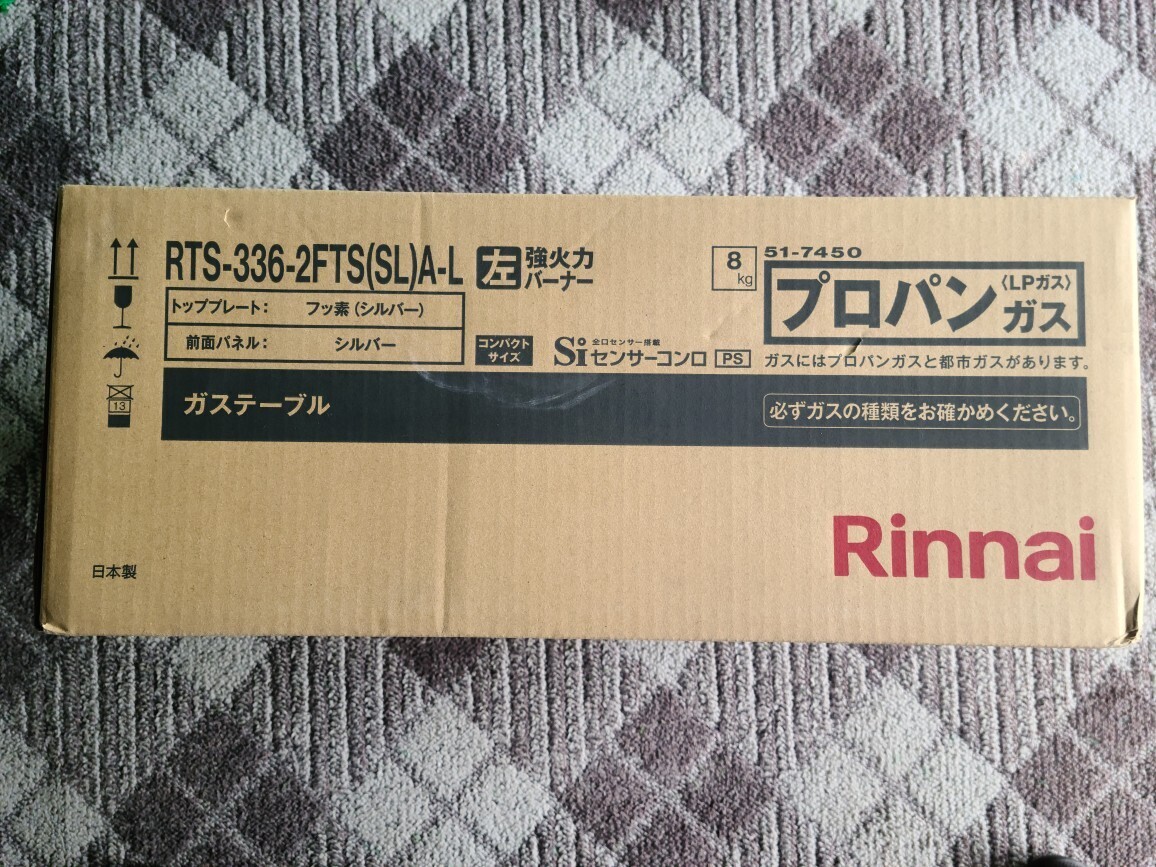 RTS-336-2FTS(SL)A-L
左 強火力バーナー
8kg
51-7450
プロパンガス〈LPガス〉
トッププレート： フッ素(シルバー)
前面パネル： シルバー
コンパクトサイズ
全口センサー搭載
Siセンサーコンロ PS
ガスにはプロパンガスと都市ガスがあります。
13
ガステーブル
必ずガスの種類をお確かめください。
Rinnai
日本製